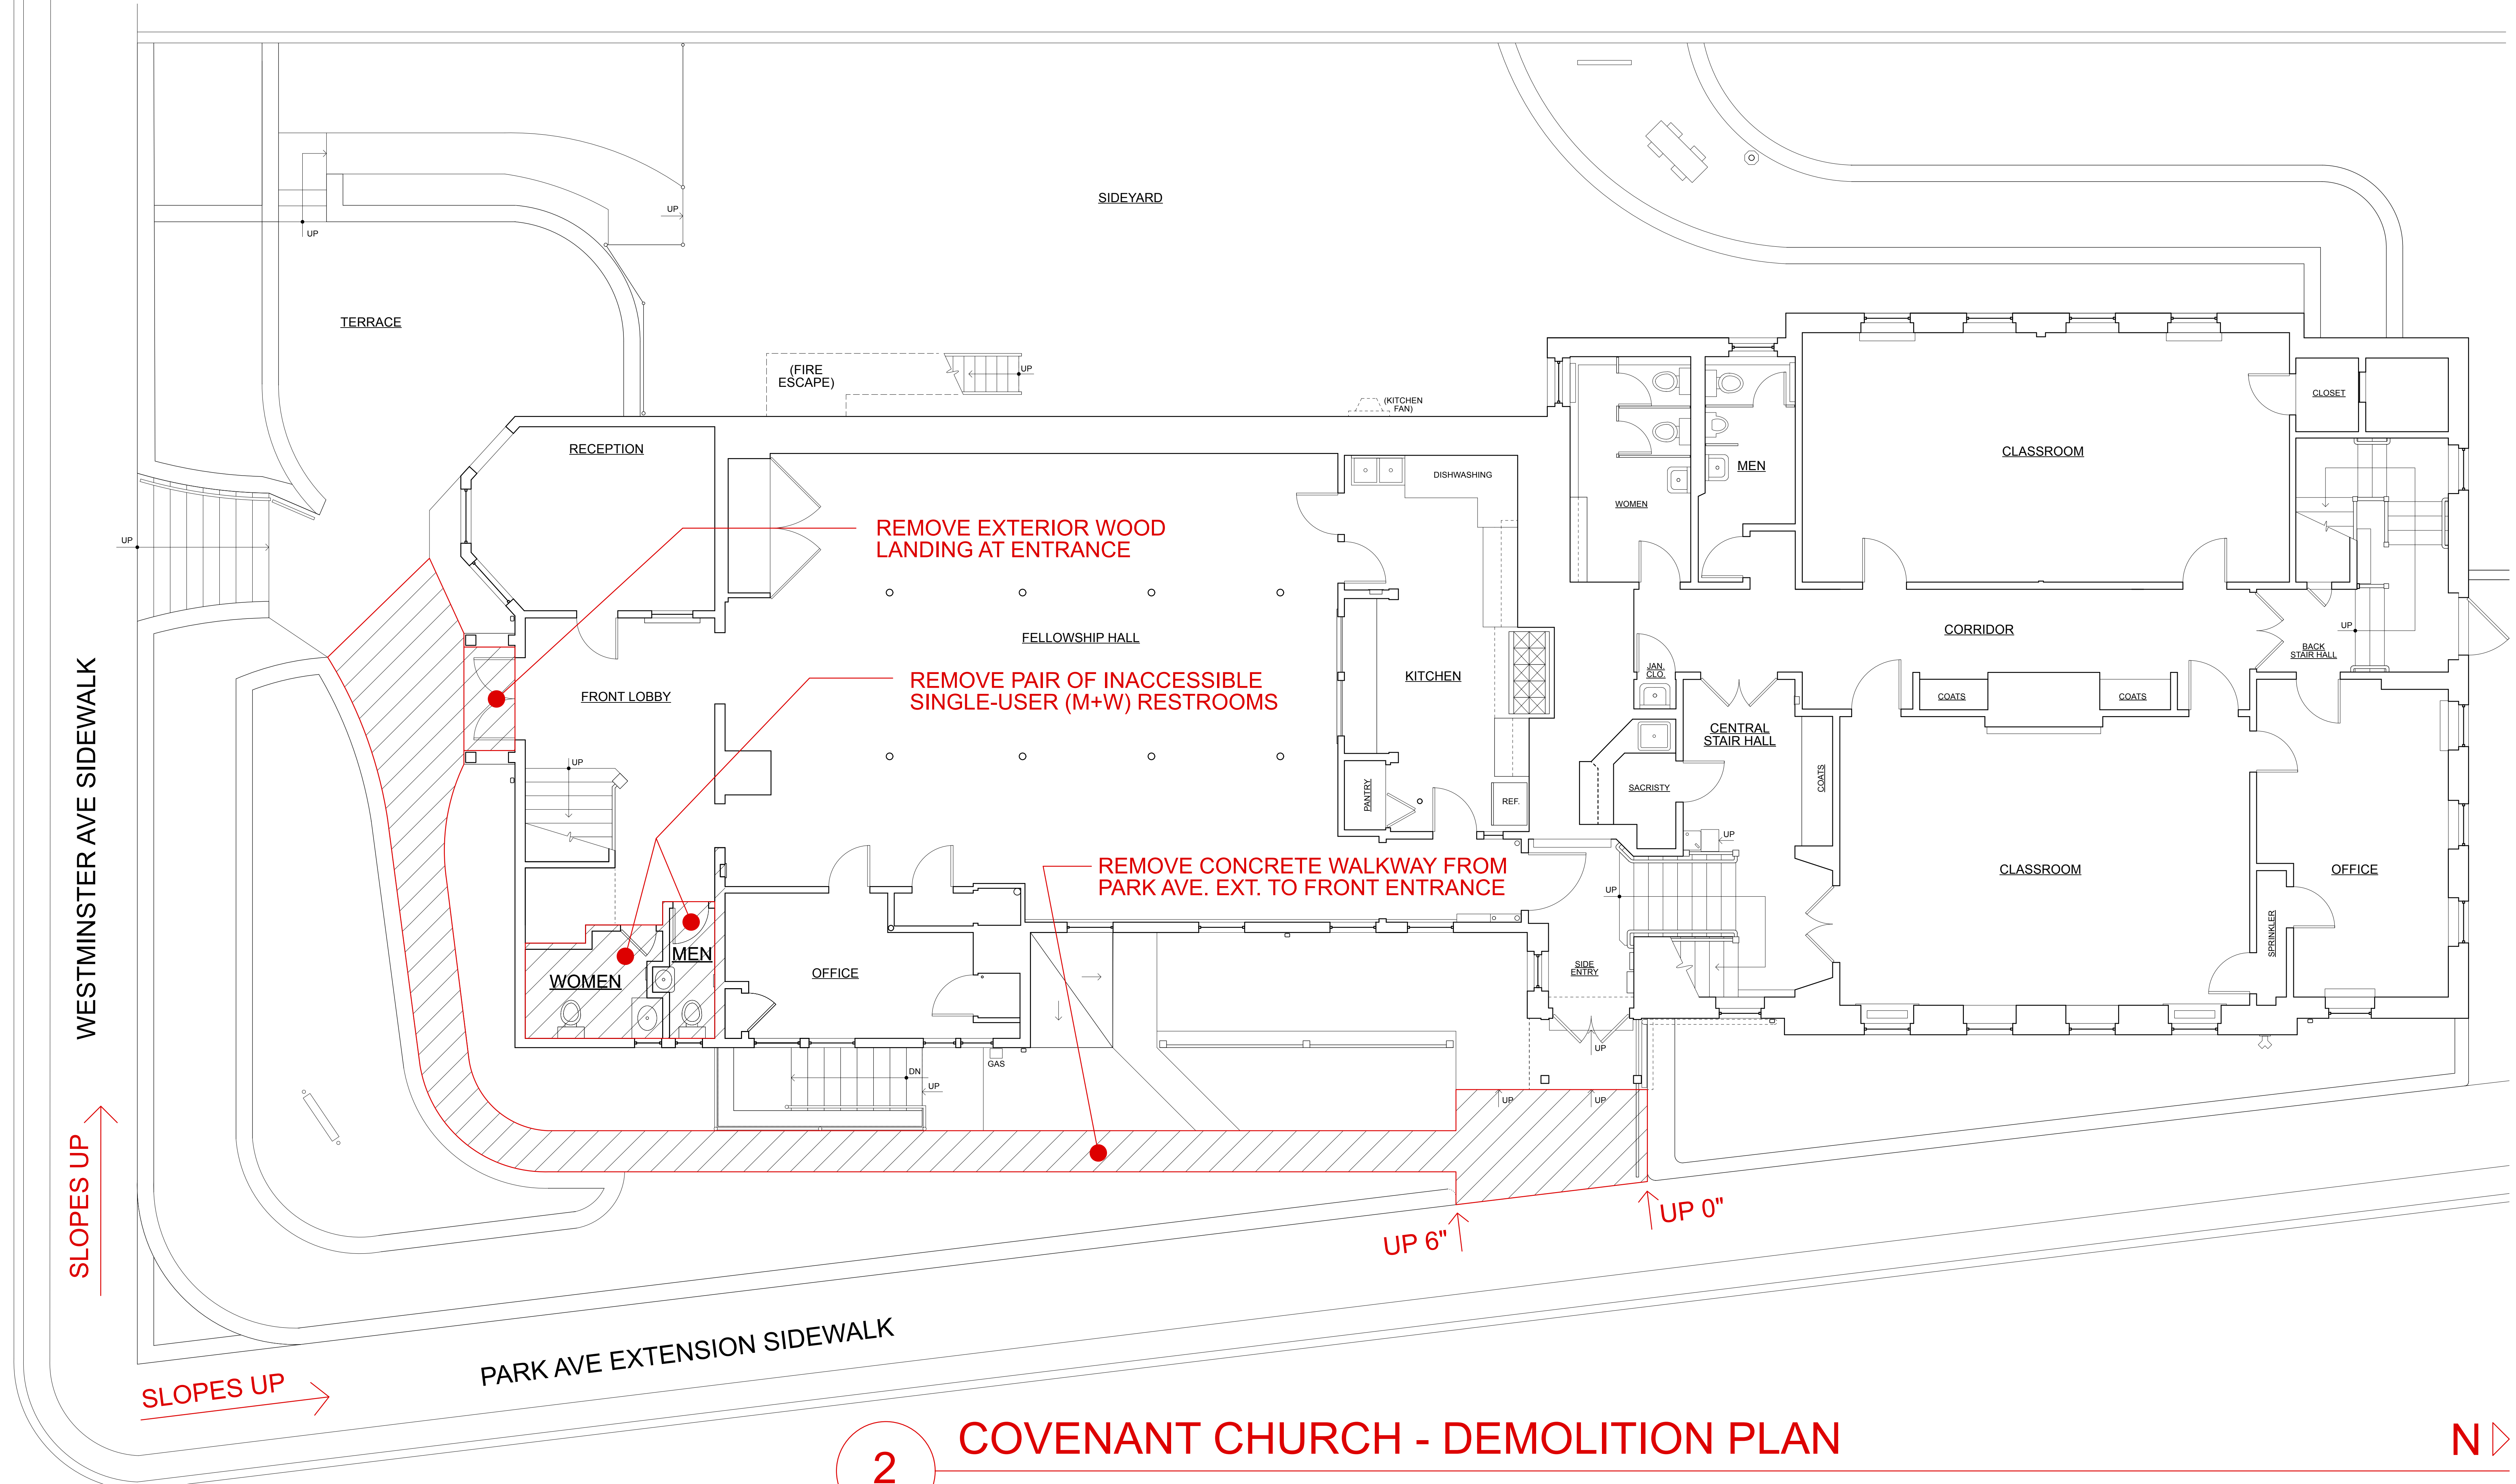 SIDEYARD
UP
UP
TERRACE
(FIRE
ESCAPE)
UP
(KITCHEN
FAN)
CLOSET
RECEPTION
CLASSROOM
MEN
DISHWASHING
WOMEN
REMOVE EXTERIOR WOOD
LANDING AT ENTRANCE
UP
FELLOWSHIP HALL
CORRIDOR
UP
BACK
STAIR HALL
REMOVE PAIR OF INACCESSIBLE
SINGLE-USER (M+W) RESTROOMS
KITCHEN
JAN.
CLO.
FRONT LOBBY
COATS
COATS
CENTRAL
STAIR HALL
UP
PANTRY
SACRISTY
COATS
REF.
UP
WESTMINSTER AVE SIDEWALK
REMOVE CONCRETE WALKWAY FROM
PARK AVE. EXT. TO FRONT ENTRANCE
CLASSROOM
OFFICE
UP
SPRINKLER
MEN
WOMEN
OFFICE
SIDE
ENTRY
GAS
UP
DN
UP
UP
UP
SLOPES UP
UP 0"
UP 6"
PARK AVE EXTENSION SIDEWALK
SLOPES UP
2
COVENANT CHURCH - DEMOLITION PLAN
N